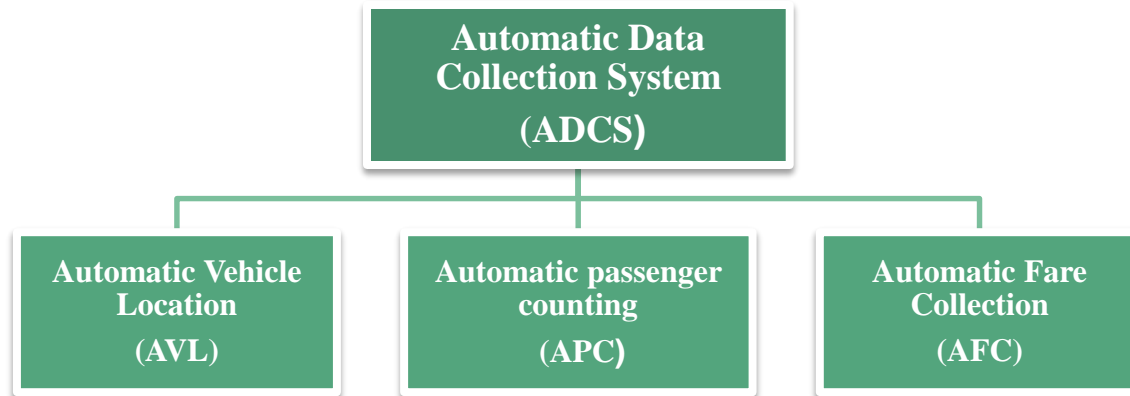 Automatic Data
Collection System
(ADCS)
Automatic Vehicle
Location
(AVL)
Automatic passenger
counting
(APC)
Automatic Fare
Collection
(AFC)